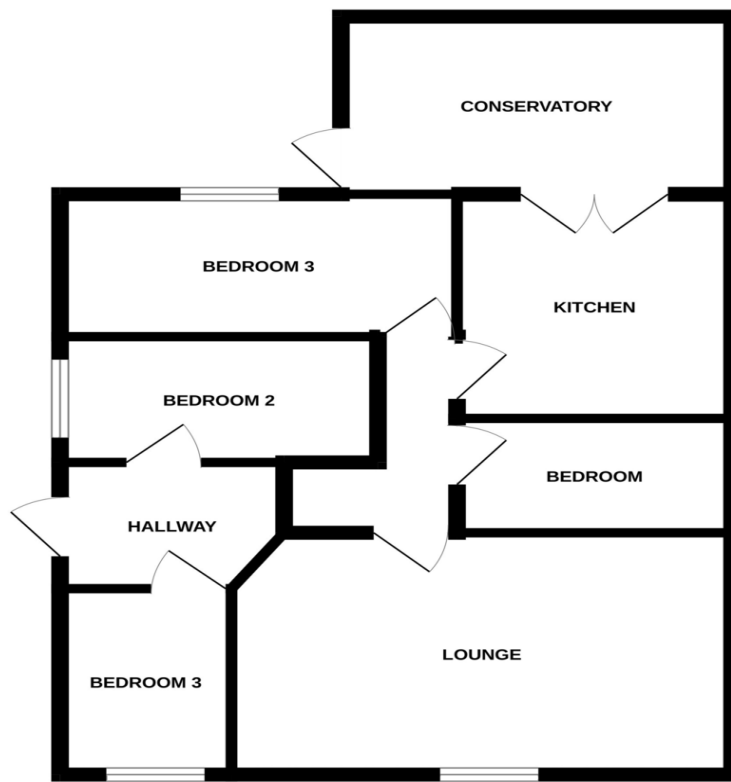 CONSERVATORY
BEDROOM 3
KITCHEN
BEDROOM 2
BEDROOM
HALLWAY
LOUNGE
BEDROOM 3